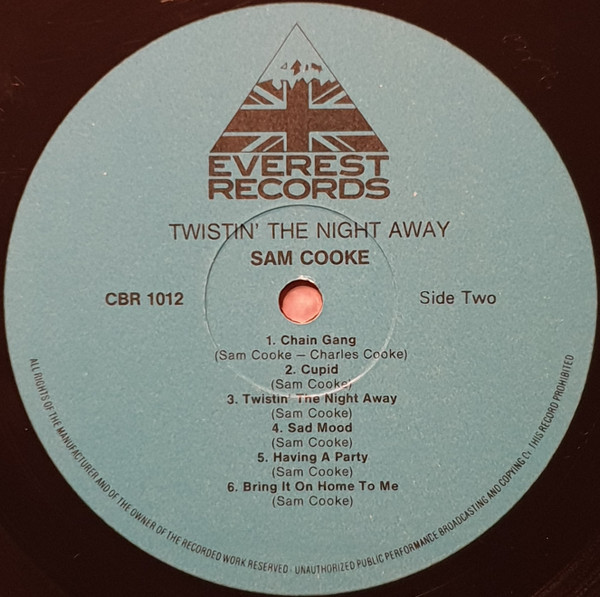 EVEREST
RECORDS
TWISTIN' THE NIGHT AWAY
SAM COOKE
CBR 1012
Side Two
1. Chain Gang
(Sam Cooke – Charles Cooke)
2. Cupid
(Sam Cooke)
3. Twistin' The Night Away
(Sam Cooke)
4. Sad Mood
(Sam Cooke)
5. Having A Party
(Sam Cooke)
6. Bring It On Home To Me
(Sam Cooke)
ALL RIGHTS OF THE MANUFACTURER AND OF THE OWNER OF THE RECORDED WORK RESERVED · UNAUTHORIZED PUBLIC PERFORMANCE BROADCASTING AND COPYING THIS RECORD PROHIBITED